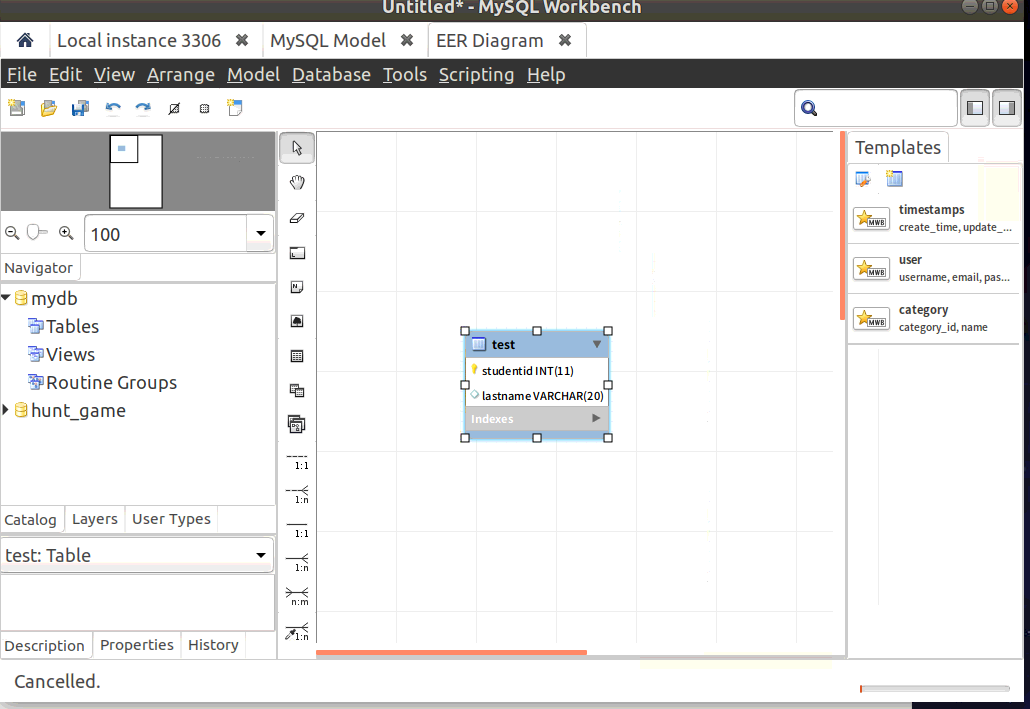 Untitled* - MySQL Workbench
Local instance 3306
MySQL Model
EER Diagram
File Edit View Arrange Model Database Tools Scripting Help
100
Navigator
mydb
Tables
Views
Routine Groups
hunt_game
Catalog
Layers
User Types
test: Table
Description
Properties
History
1:1
1:n
1:1
1:n
n:m
1:n
test
studentid INT(11)
lastname VARCHAR(20)
Indexes
Templates
MWB
timestamps
create_time, update_...
MWB
user
username, email, pas...
MWB
category
category_id, name
Cancelled.